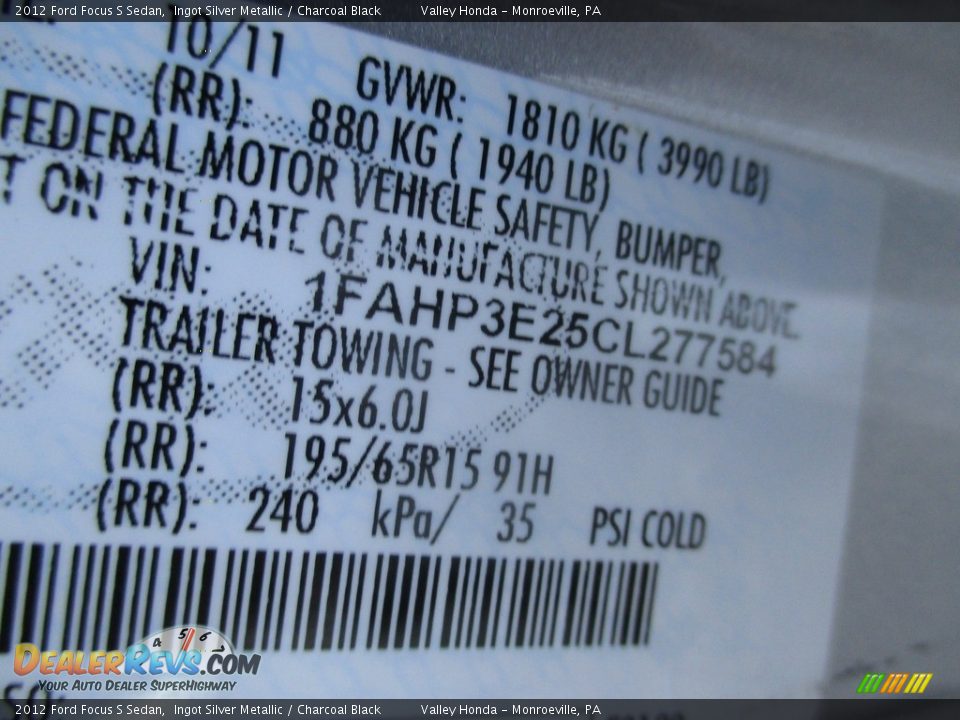 2012 Ford Focus S Sedan, Ingot Silver Metallic / Charcoal Black Valley Honda - Monroeville, PA
10/11 GVWR: 1810 KG ( 3990 LB)
(RR): 880 KG ( 1940 LB)
FEDERAL MOTOR VEHICLE SAFETY, BUMPER,
T ON THE DATE OF MANUFACTURE SHOWN ABOVE.
VIN: 1FAHP3E25CL277584
TRAILER TOWING - SEE OWNER GUIDE
(RR): 15x6.0J
(RR): 195/65R15 91H
(RR): 240 kPa/ 35 PSI COLD
4 5 6
DEALERREVS.COM
YOUR AUTO DEALER SUPERHIGHWAY
2012 Ford Focus S Sedan, Ingot Silver Metallic / Charcoal Black Valley Honda - Monroeville, PA